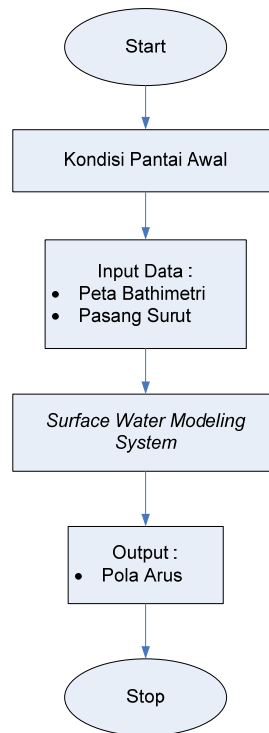 Start
Kondisi Pantai Awal
Input Data :
• Peta Bathimetri
• Pasang Surut
Surface Water Modeling
System
Output :
• Pola Arus
Stop